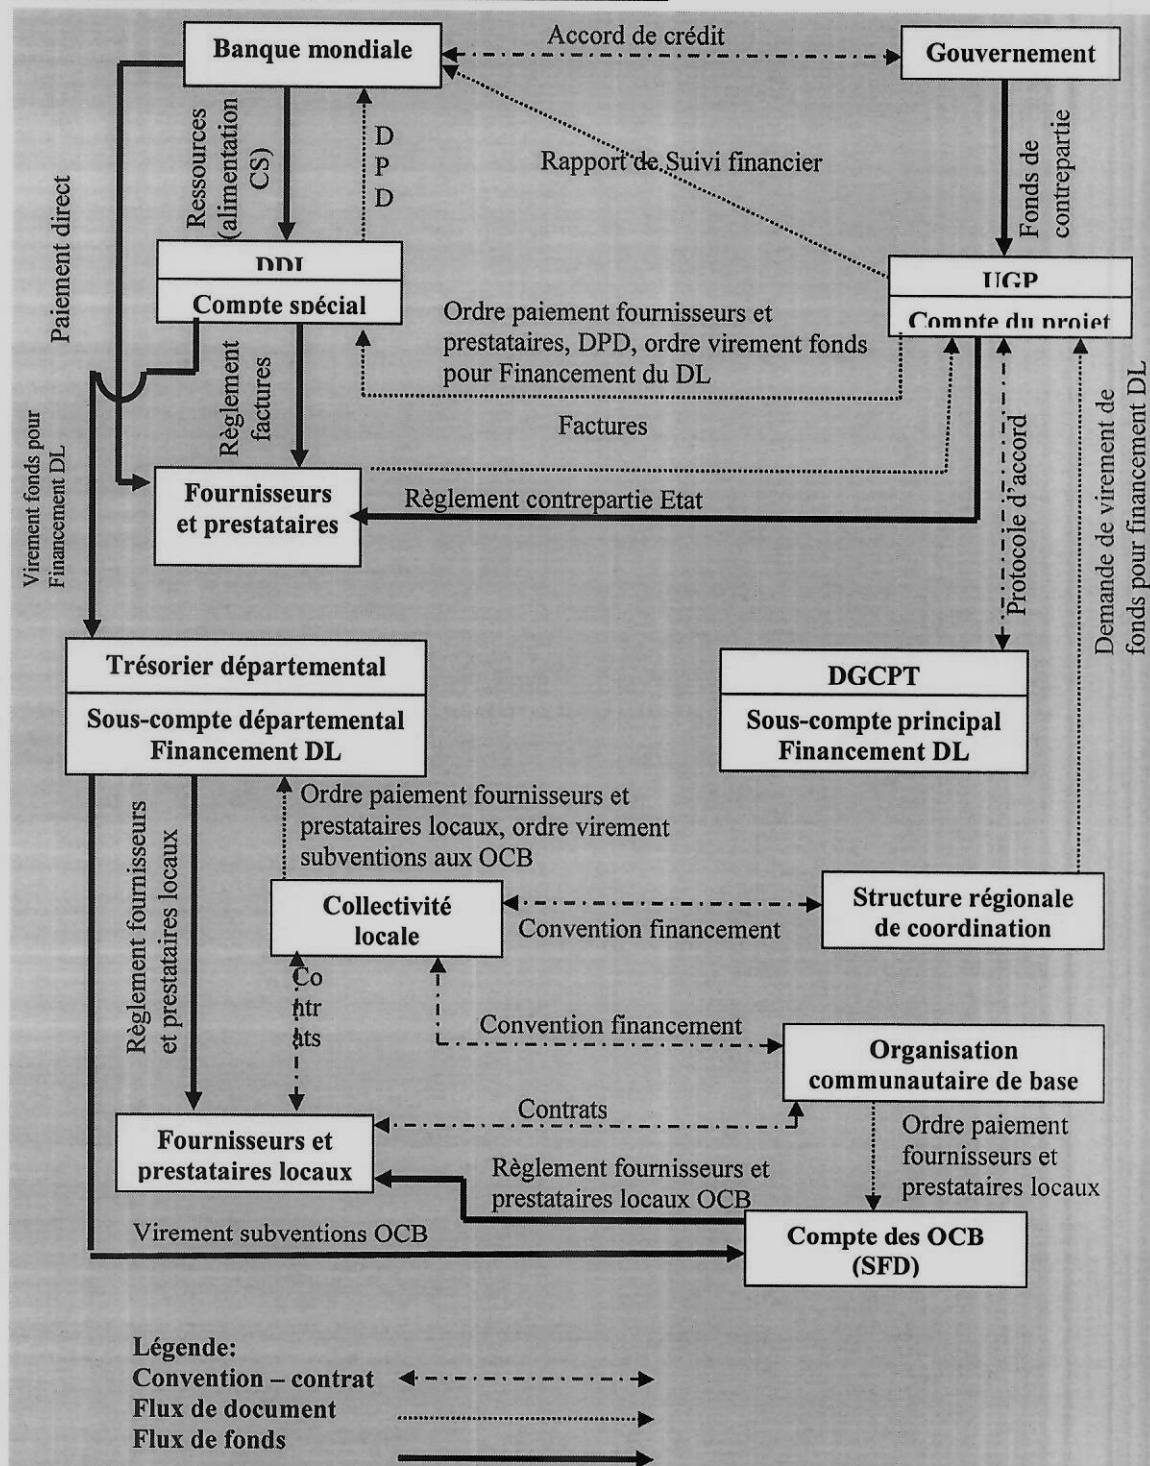 Banque mondiale
Accord de crédit
Gouvernement
Paiement direct
Ressources
(alimentation
CS)
D
P
D
Rapport de Suivi financier
Fonds de
contrepartie
Compte spécial
UGP
Compte du projet
Ordre paiement fournisseurs et
prestataires, DPD, ordre virement fonds
pour Financement du DL
Règlement
factures
Factures
Virement fonds pour
Financement DL
Fournisseurs
et prestataires
Règlement contrepartie Etat
Protocole d'accord
Demande de virement de
fonds pour financement DL
Trésorier départemental
Sous-compte départemental
Financement DL
DGCPT
Sous-compte principal
Financement DL
Règlement fournisseurs
et prestataires locaux
Ordre paiement fournisseurs et
prestataires locaux, ordre virement
subventions aux OCB
Collectivité
locale
Convention financement
Structure régionale
de coordination
Co
ntr
ats
Convention financement
Organisation
communautaire de base
Contrats
Ordre paiement
fournisseurs et
prestataires locaux
Fournisseurs et
prestataires locaux
Règlement fournisseurs et
prestataires locaux OCB
Virement subventions OCB
Compte des OCB
(SFD)
Légende:
Convention – contrat
Flux de document
Flux de fonds